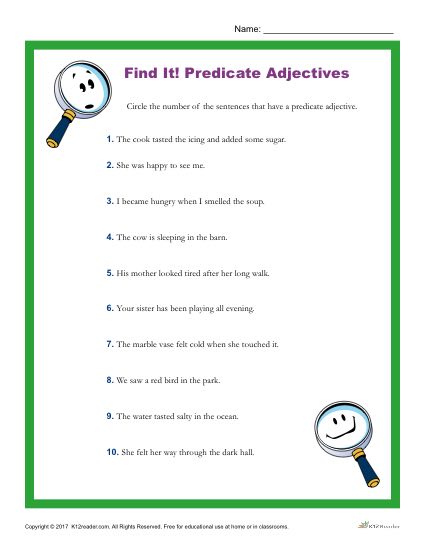 Name: ____________________
Find It! Predicate Adjectives
Circle the number of the sentences that have a predicate adjective.
1. The cook tasted the icing and added some sugar.
2. She was happy to see me.
3. I became hungry when I smelled the soup.
4. The cow is sleeping in the barn.
5. His mother looked tired after her long walk.
6. Your sister has been playing all evening.
7. The marble vase felt cold when she touched it.
8. We saw a red bird in the park.
9. The water tasted salty in the ocean.
10. She felt her way through the dark hall.
Copyright © 2017 K12reader.com. All Rights Reserved. Free for educational use at home or in classrooms.
K12Reader